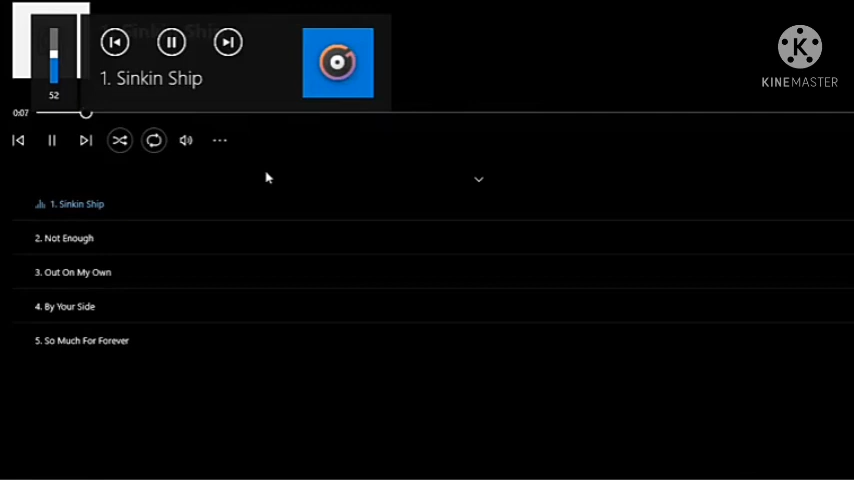 1. Sinkin Ship
52
0:07
1. Sinkin Ship
2. Not Enough
3. Out On My Own
4. By Your Side
5. So Much For Forever
K
KINEMASTER